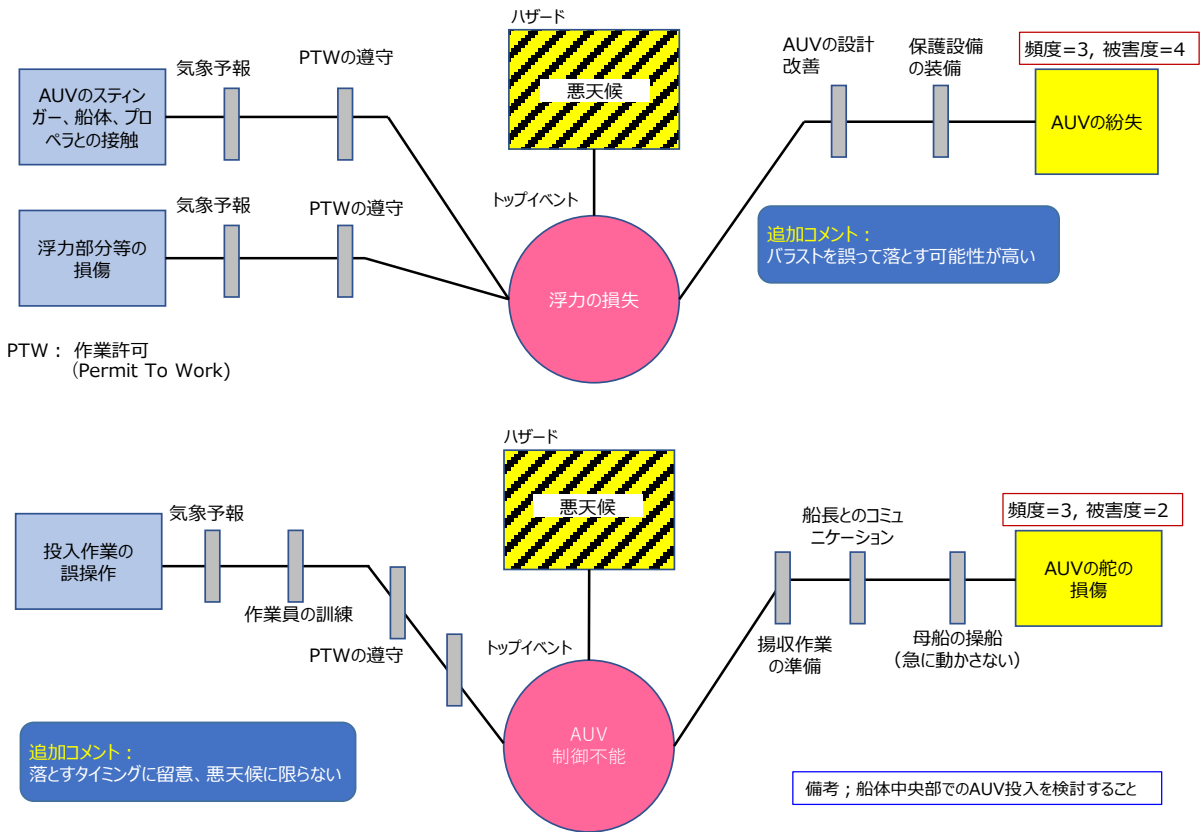 ハザード
悪天候
AUVのスティン
ガー、船体、プロ
ペラとの接触
気象予報
PTWの遵守
AUVの設計
改善
保護設備
の装備
頻度=3, 被害度=4
AUVの紛失
トップイベント
浮力の損失
浮力部分等の
損傷
気象予報
PTWの遵守
追加コメント：
バラストを誤って落とす可能性が高い
PTW： 作業許可
(Permit To Work)
ハザード
悪天候
投入作業の
誤操作
気象予報
作業員の訓練
PTWの遵守
トップイベント
AUV
制御不能
揚収作業
の準備
船長とのコミュ
ニケーション
母船の操船
（急に動かさない）
頻度=3, 被害度=2
AUVの舵の
損傷
追加コメント：
落とすタイミングに留意、悪天候に限らない
備考；船体中央部でのAUV投入を検討すること